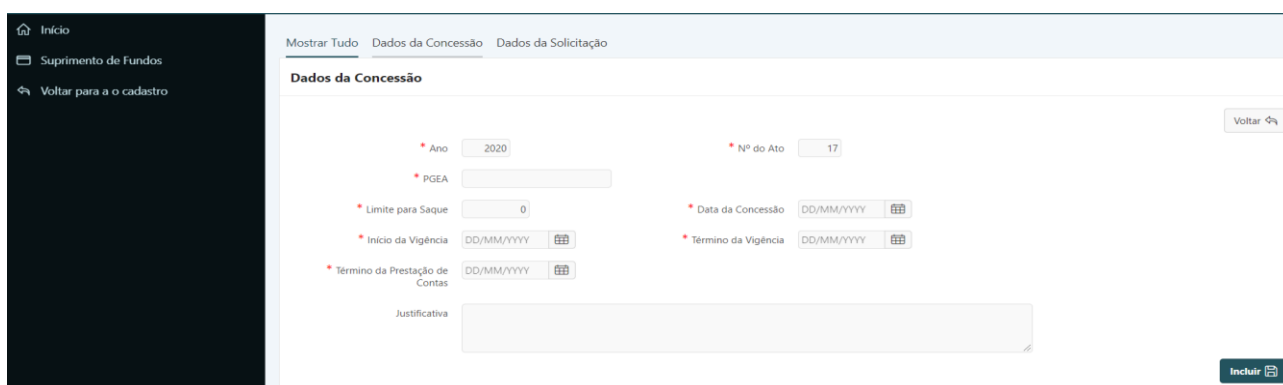 Início
Suprimento de Fundos
Voltar para a o cadastro
Mostrar Tudo Dados da Concessão Dados da Solicitação
Dados da Concessão
Voltar
* Ano 2020 * Nº do Ato 17
* PGEA
* Limite para Saque 0 * Data da Concessão DD/MM/YYYY
* Início da Vigência DD/MM/YYYY * Término da Vigência DD/MM/YYYY
* Término da Prestação de DD/MM/YYYY
Contas
Justificativa
Incluir